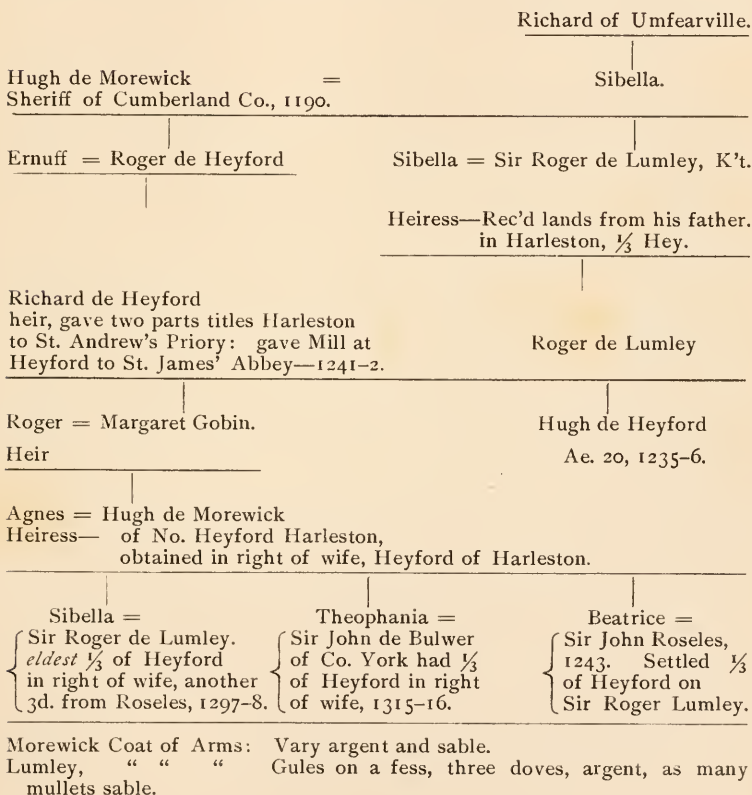 Richard of Umfearville.
Hugh de Morewick = Sibella.
Sheriff of Cumberland Co., 1190.
Ernuff = Roger de Heyford Sibella = Sir Roger de Lumley, K't.
Heiress—Rec'd lands from his father.
in Harleston, ⅓ Hey.
Richard de Heyford
heir, gave two parts titles Harleston
to St. Andrew's Priory: gave Mill at Roger de Lumley
Heyford to St. James' Abbey—1241-2.
Roger = Margaret Gobin. Hugh de Heyford
Heir Ae. 20, 1235-6.
Agnes = Hugh de Morewick
Heiress— of No. Heyford Harleston,
obtained in right of wife, Heyford of Harleston.
Sibella =
Sir Roger de Lumley.
eldest ⅓ of Heyford
in right of wife, another
3d. from Roseles, 1297-8.
Theophania =
Sir John de Bulwer
of Co. York had ⅓
of Heyford in right
of wife, 1315-16.
Beatrice =
Sir John Roseles,
1243. Settled ⅓
of Heyford on
Sir Roger Lumley.
Morewick Coat of Arms: Vary argent and sable.
Lumley, " " " Gules on a fess, three doves, argent, as many
mullets sable.